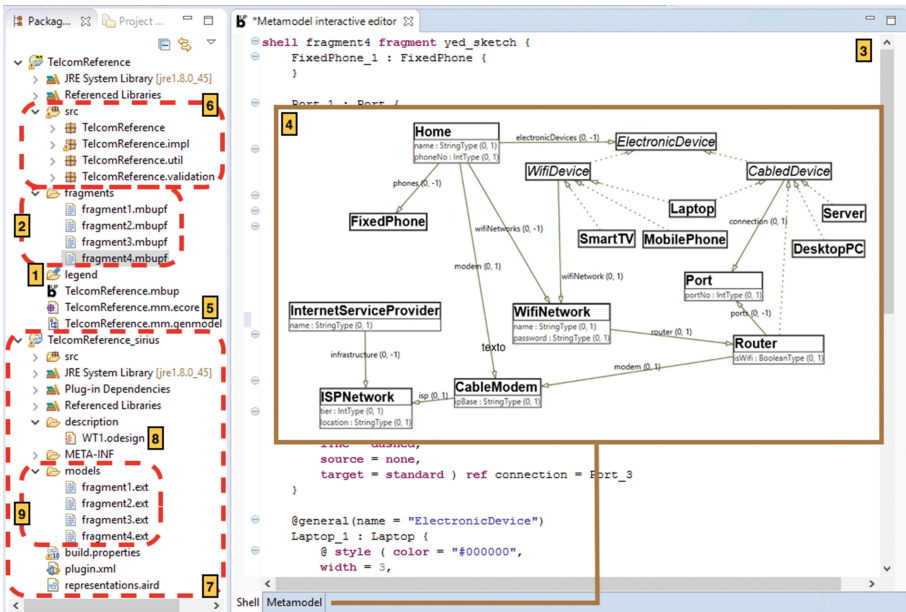 Packag...
Project ...
TelcomReference
JRE System Library [jre1.8.0_45]
Referenced Libraries
6
src
TelcomReference
TelcomReference.impl
TelcomReference.util
TelcomReference.validation
fragments
2
fragment1.mbupf
fragment2.mbupf
fragment3.mbupf
fragment4.mbupf
1
legend
TelcomReference.mbup
TelcomReference.mm.ecore
5
TelcomReference.mm.genmodel
TelcomReference_sirius
src
JRE System Library [jre1.8.0_45]
Plug-in Dependencies
Referenced Libraries
description
WT1.odesign
8
META-INF
models
fragment1.ext
9
fragment2.ext
fragment3.ext
fragment4.ext
build.properties
plugin.xml
representations.aird
7
*Metamodel interactive editor
shell fragment4 fragment yed_sketch {
3
FixedPhone_1 : FixedPhone {
}
Port_1 : Port {
4
Home
name : StringType (0, 1)
phoneNo : IntType (0, 1)
electronicDevices (0, -1)
ElectronicDevice
WifiDevice
CabledDevice
phones (0, -1)
FixedPhone
wifiNetworks (0, -1)
Laptop
connection (0, 1)
Server
SmartTV
MobilePhone
DesktopPC
modem (0, 1)
wifiNetwork (0, 1)
Port
portNo : IntType (0, 1)
InternetServiceProvider
name : StringType (0, 1)
WifiNetwork
name : StringType (0, 1)
password : StringType (0, 1)
ports (0, -1)
router (0, 1)
Router
isWifi : BooleanType (0, 1)
infrastructure (0, -1)
texto
modem (0, 1)
CableModem
ipBase : StringType (0, 1)
isp (0, 1)
ISPNetwork
tier : IntType (0, 1)
location : StringType (0, 1)
line = dashed,
source = none,
target = standard ) ref connection = Port_3
}
@general(name = "ElectronicDevice")
Laptop_1 : Laptop {
@ style ( color = "#000000",
width = 3,
Shell
Metamodel